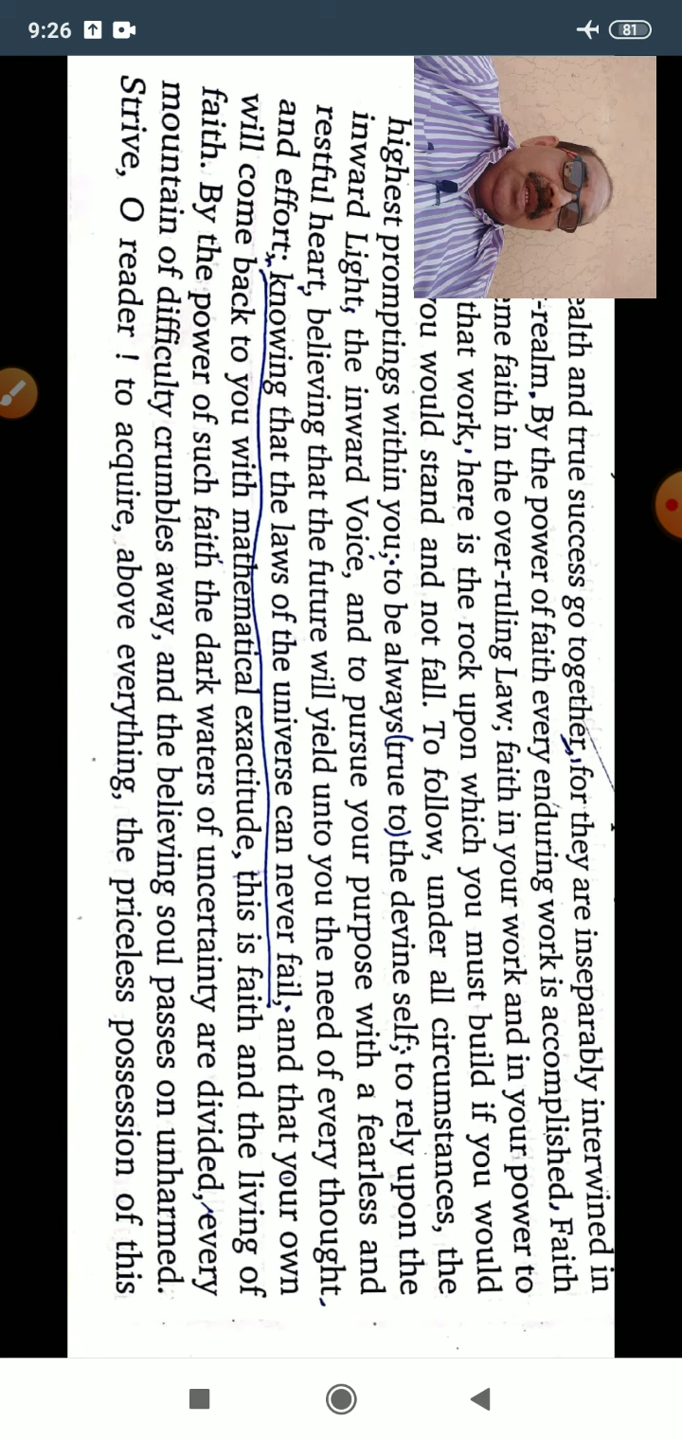 9:26
81
ealth and true success go together, for they are inseparably interwined in
-realm. By the power of faith every enduring work is accomplished. Faith
me faith in the over-ruling Law; faith in your work and in your power to
that work, here is the rock upon which you must build if you would
ou would stand and not fall. To follow, under all circumstances, the
highest promptings within you; to be always (true to) the devine self; to rely upon the
inward Light, the inward Voice, and to pursue your purpose with a fearless and
restful heart, believing that the future will yield unto you the need of every thought,
and effort; knowing that the laws of the universe can never fail, and that your own
will come back to you with mathematical exactitude, this is faith and the living of
faith. By the power of such faith the dark waters of uncertainty are divided, every
mountain of difficulty crumbles away, and the believing soul passes on unharmed.
Strive, O reader ! to acquire, above everything, the priceless possession of this